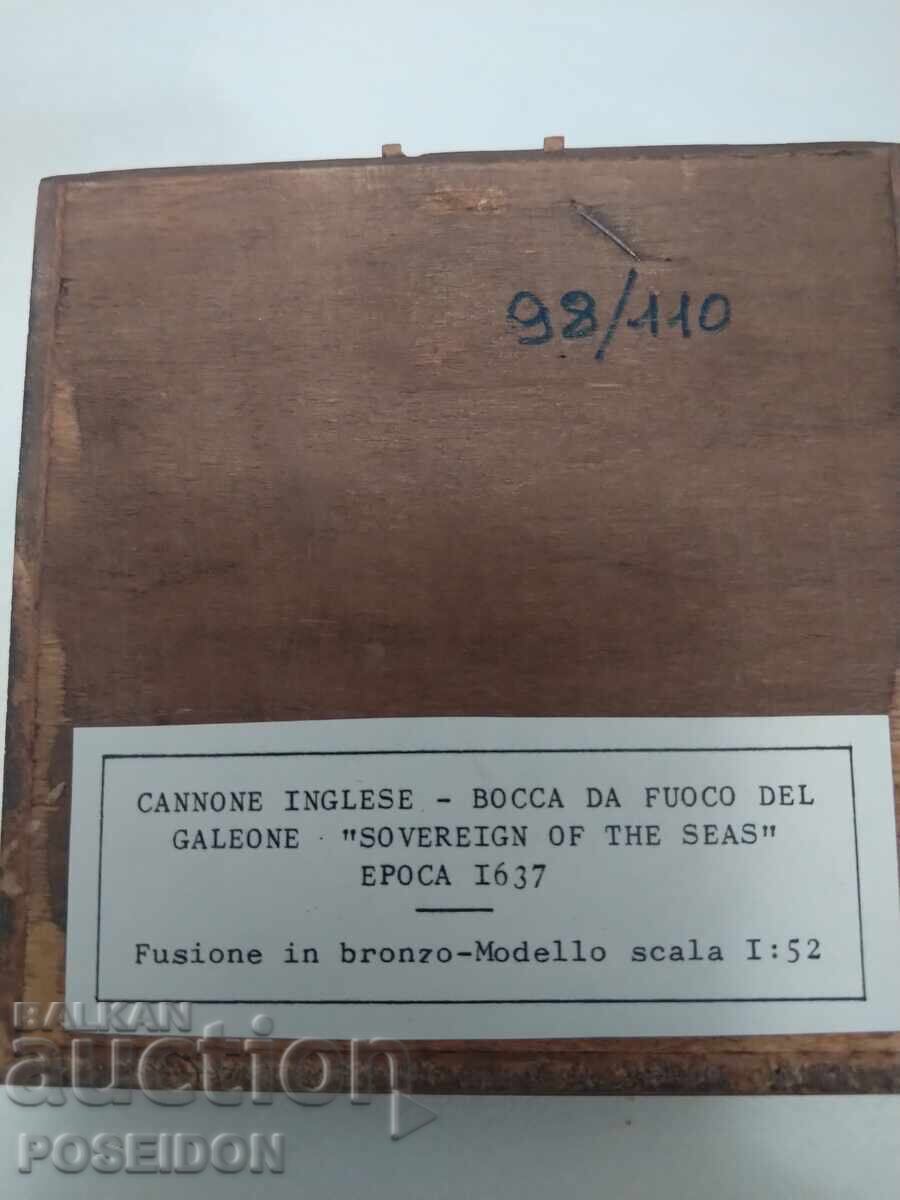 98/110
CANNONE INGLESE - BOCCA DA FUOCO DEL
GALEONE "SOVEREIGN OF THE SEAS"
EPOCA I637
Fusione in bronzo-Modello scala I:52
BALKAN
auction
POSEIDON